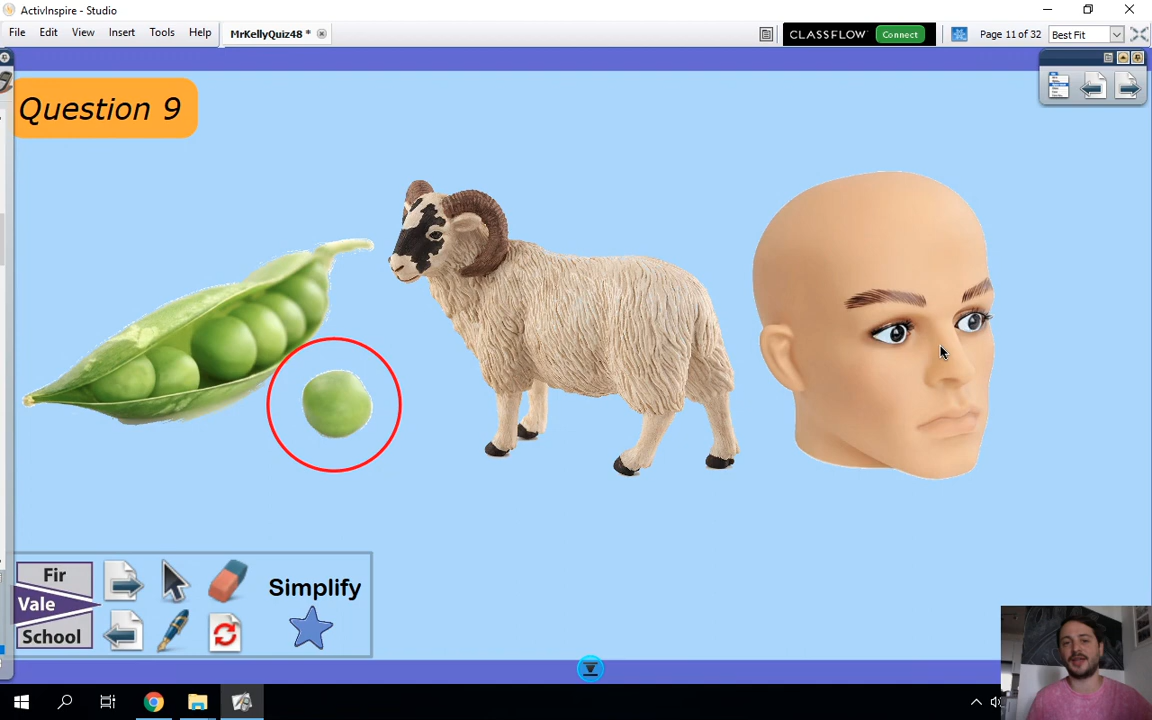 ActivInspire - Studio
File Edit View Insert Tools Help
MrKellyQuiz48 *
CLASSFLOW Connect
Page 11 of 32
Best Fit
Question 9
Fir
Vale
School
Simplify